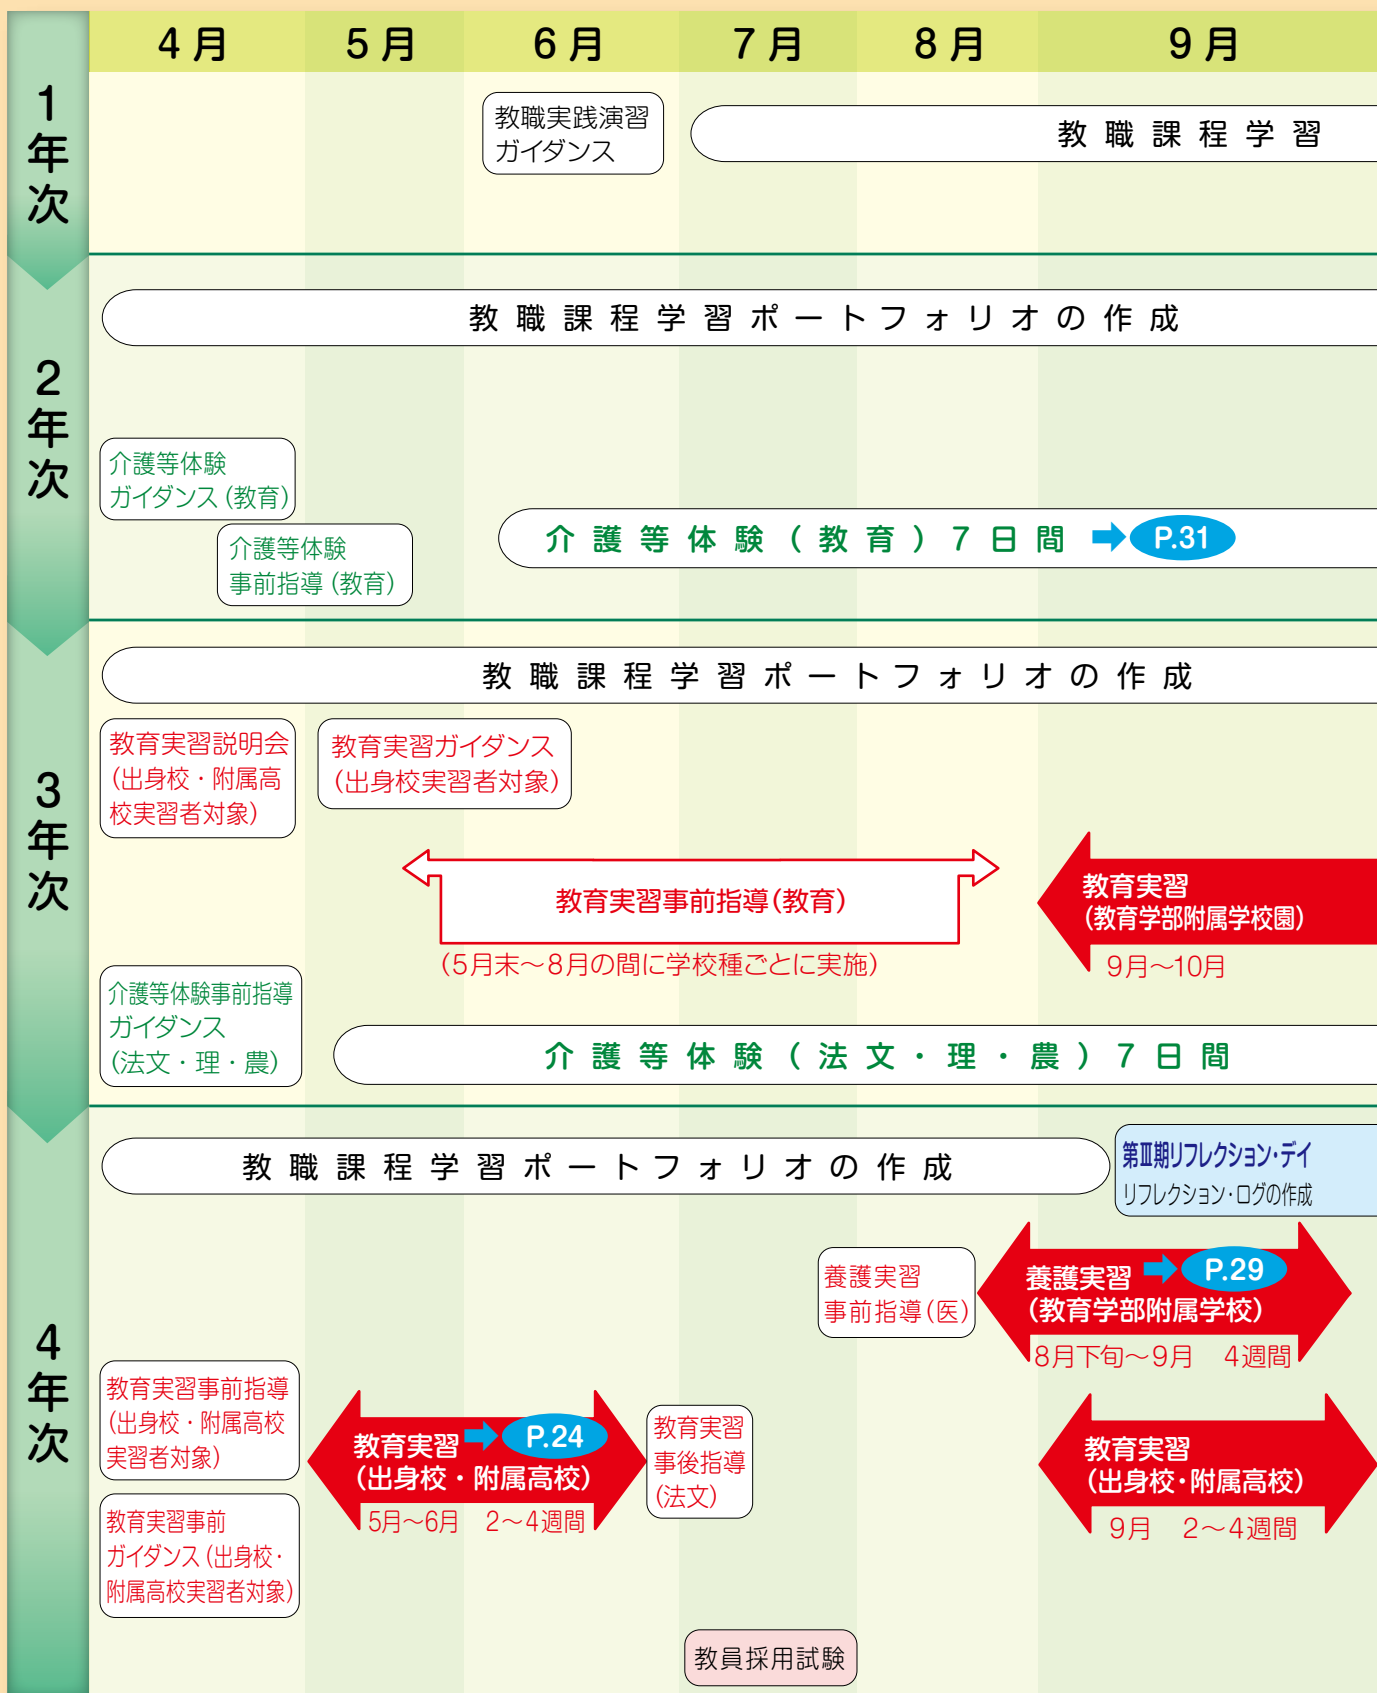 4月 5月 6月 7月 8月 9月
1年次
教職実践演習
ガイダンス
教職課程学習
2年次
教職課程学習ポートフォリオの作成
介護等体験
ガイダンス(教育)
介護等体験
事前指導(教育)
介護等体験(教育)7日間 ➡ P.31
3年次
教職課程学習ポートフォリオの作成
教育実習説明会
(出身校・附属高
校実習者対象)
教育実習ガイダンス
(出身校実習者対象)
教育実習事前指導(教育)
(5月末～8月の間に学校種ごとに実施)
教育実習
(教育学部附属学校園)
9月～10月
介護等体験事前指導
ガイダンス
(法文・理・農)
介護等体験(法文・理・農)7日間
4年次
教職課程学習ポートフォリオの作成
第Ⅲ期リフレクション・デイ
リフレクション・ログの作成
養護実習
事前指導(医)
養護実習 ➡ P.29
(教育学部附属学校)
8月下旬～9月 4週間
教育実習事前指導
(出身校・附属高校
実習者対象)
教育実習 ➡ P.24
(出身校・附属高校)
5月～6月 2～4週間
教育実習
事後指導
(法文)
教育実習
(出身校・附属高校)
9月 2～4週間
教育実習事前
ガイダンス(出身校・
附属高校実習者対象)
教員採用試験